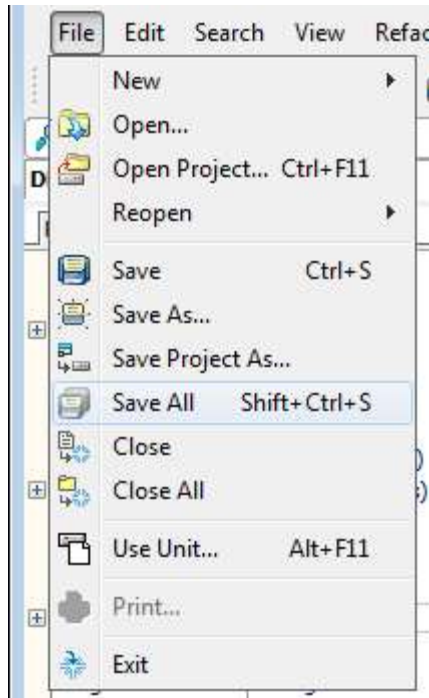 File Edit Search View Refac
New
Open...
Open Project... Ctrl+F11
Reopen
Save Ctrl+S
Save As...
Save Project As...
Save All Shift+Ctrl+S
Close
Close All
Use Unit... Alt+F11
Print...
Exit